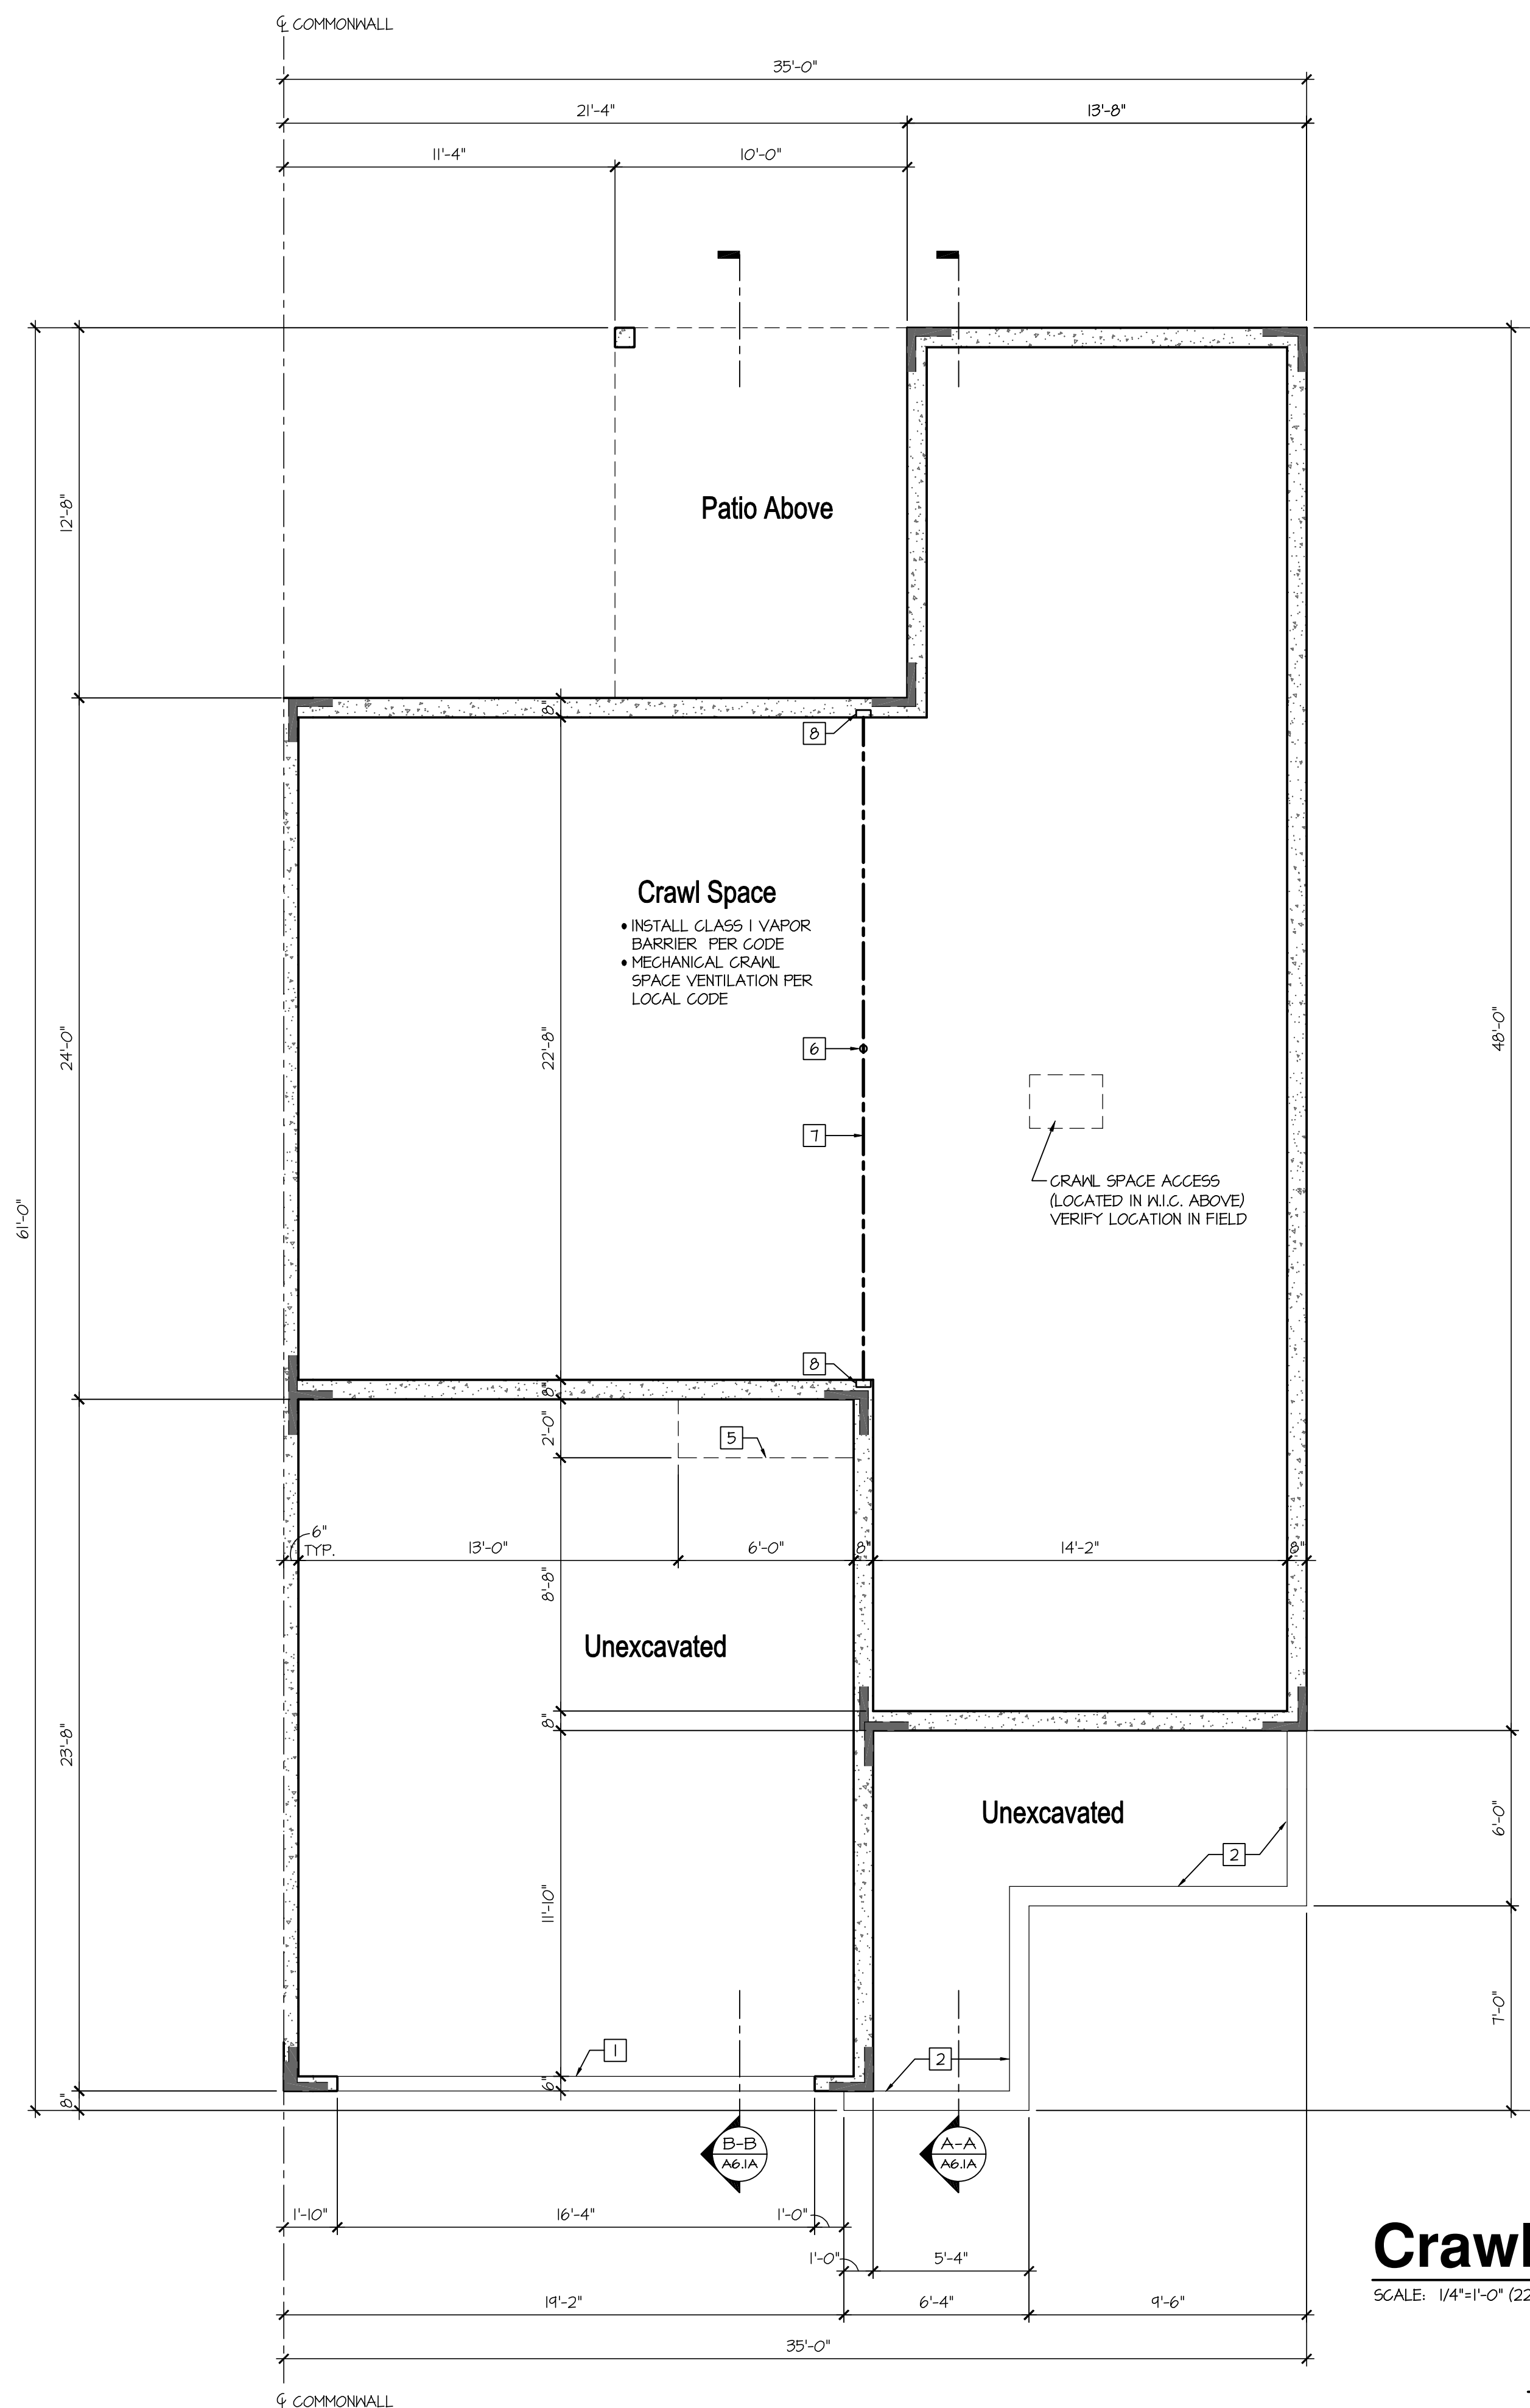 ℄ COMMONWALL
35'-0"
21'-4"
13'-8"
11'-4"
10'-0"
12'-8"
Patio Above
8"
8
Crawl Space
• INSTALL CLASS I VAPOR
BARRIER PER CODE
• MECHANICAL CRAWL
SPACE VENTILATION PER
LOCAL CODE
24'-0"
22'-8"
48'-0"
6
7
61'-0"
CRAWL SPACE ACCESS
(LOCATED IN W.I.C. ABOVE)
VERIFY LOCATION IN FIELD
8
8"
2'-0"
5
6"
TYP.
13'-0"
6'-0"
8"
14'-2"
8"
8'-8"
Unexcavated
8"
23'-8"
Unexcavated
6'-0"
2
11'-10"
7'-0"
1
2
6"
8"
B-B
A6.1A
A-A
A6.1A
1'-10"
16'-4"
1'-0"
1'-0"
5'-4"
19'-2"
6'-4"
9'-6"
35'-0"
Crawl
SCALE: 1/4"=1'-0" (22
℄ COMMONWALL